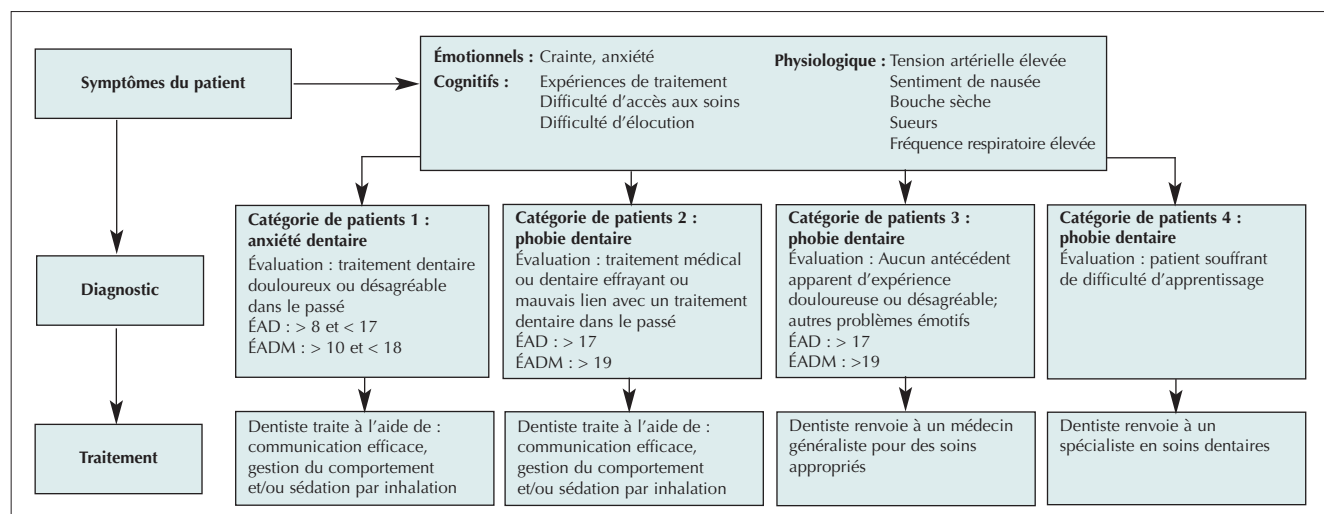 Symptômes du patient
Émotionnels : Crainte, anxiété
Cognitifs : Expériences de traitement
Difficulté d'accès aux soins
Difficulté d'élocution
Physiologique : Tension artérielle élevée
Sentiment de nausée
Bouche sèche
Sueurs
Fréquence respiratoire élevée
Diagnostic
Catégorie de patients 1 :
anxiété dentaire
Évaluation : traitement dentaire
douloureux ou désagréable
dans le passé
ÉAD : > 8 et < 17
ÉADM : > 10 et < 18
Catégorie de patients 2 :
phobie dentaire
Évaluation : traitement médical
ou dentaire effrayant ou
mauvais lien avec un traitement
dentaire dans le passé
ÉAD : > 17
ÉADM : > 19
Catégorie de patients 3 :
phobie dentaire
Évaluation : Aucun antécédent
apparent d'expérience
douloureuse ou désagréable;
autres problèmes émotifs
ÉAD : > 17
ÉADM : >19
Catégorie de patients 4 :
phobie dentaire
Évaluation : patient souffrant
de difficulté d'apprentissage
Traitement
Dentiste traite à l'aide de :
communication efficace,
gestion du comportement
et/ou sédation par inhalation
Dentiste traite à l'aide de :
communication efficace,
gestion du comportement
et/ou sédation par inhalation
Dentiste renvoie à un médecin
généraliste pour des soins
appropriés
Dentiste renvoie à un
spécialiste en soins dentaires